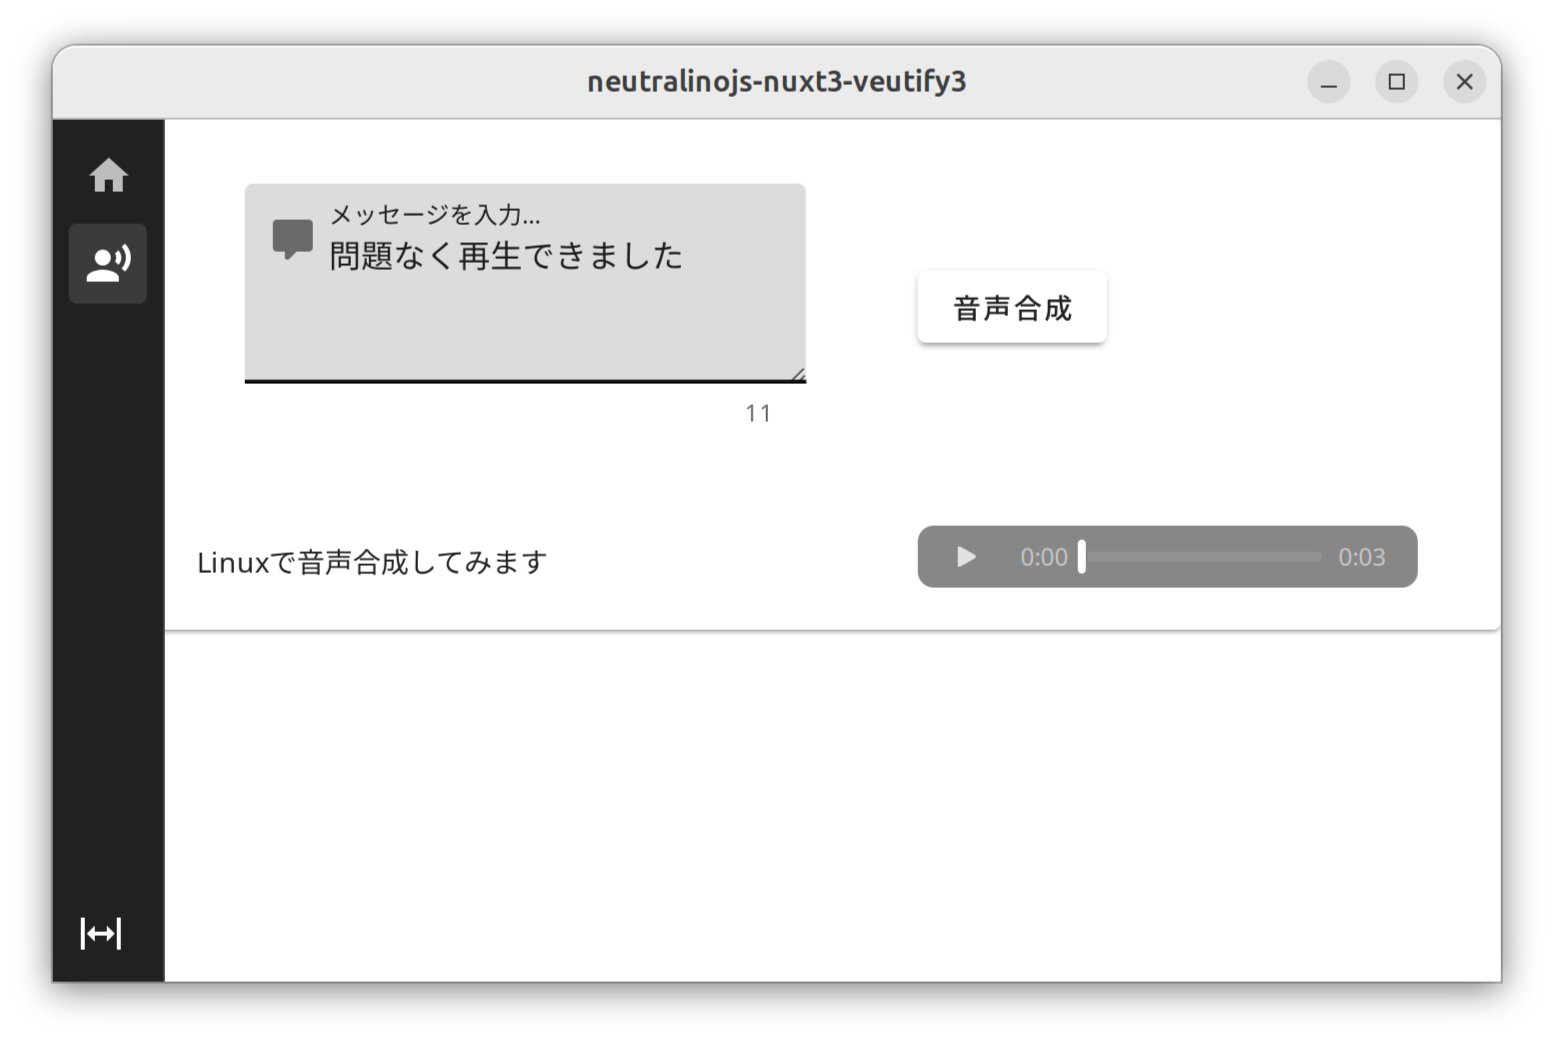 neutralinojs-nuxt3-veutify3
メッセージを入力...
問題なく再生できました
音声合成
11
Linuxで音声合成してみます
0:00
0:03